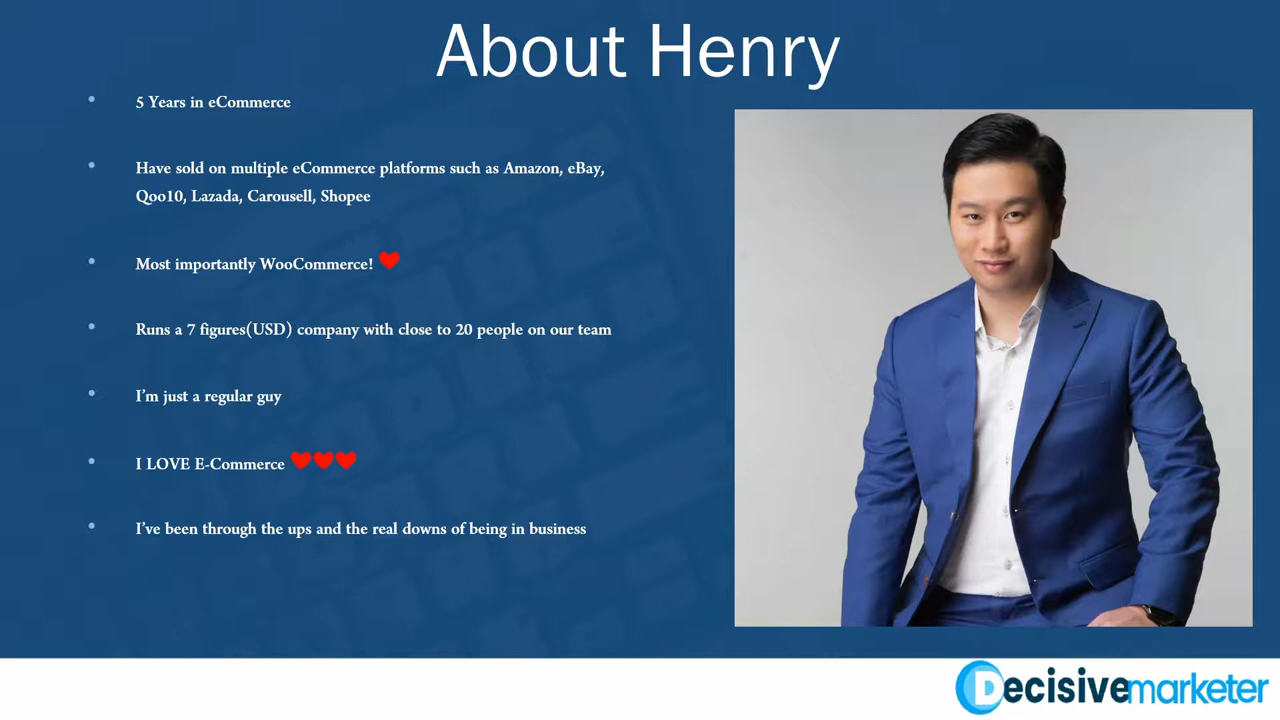 About Henry
5 Years in eCommerce
Have sold on multiple eCommerce platforms such as Amazon, eBay,
Qoo10, Lazada, Carousell, Shopee
Most importantly WooCommerce! ❤
Runs a 7 figures(USD) company with close to 20 people on our team
I’m just a regular guy
I LOVE E-Commerce ❤❤❤
I’ve been through the ups and the real downs of being in business
Decisivemarketer